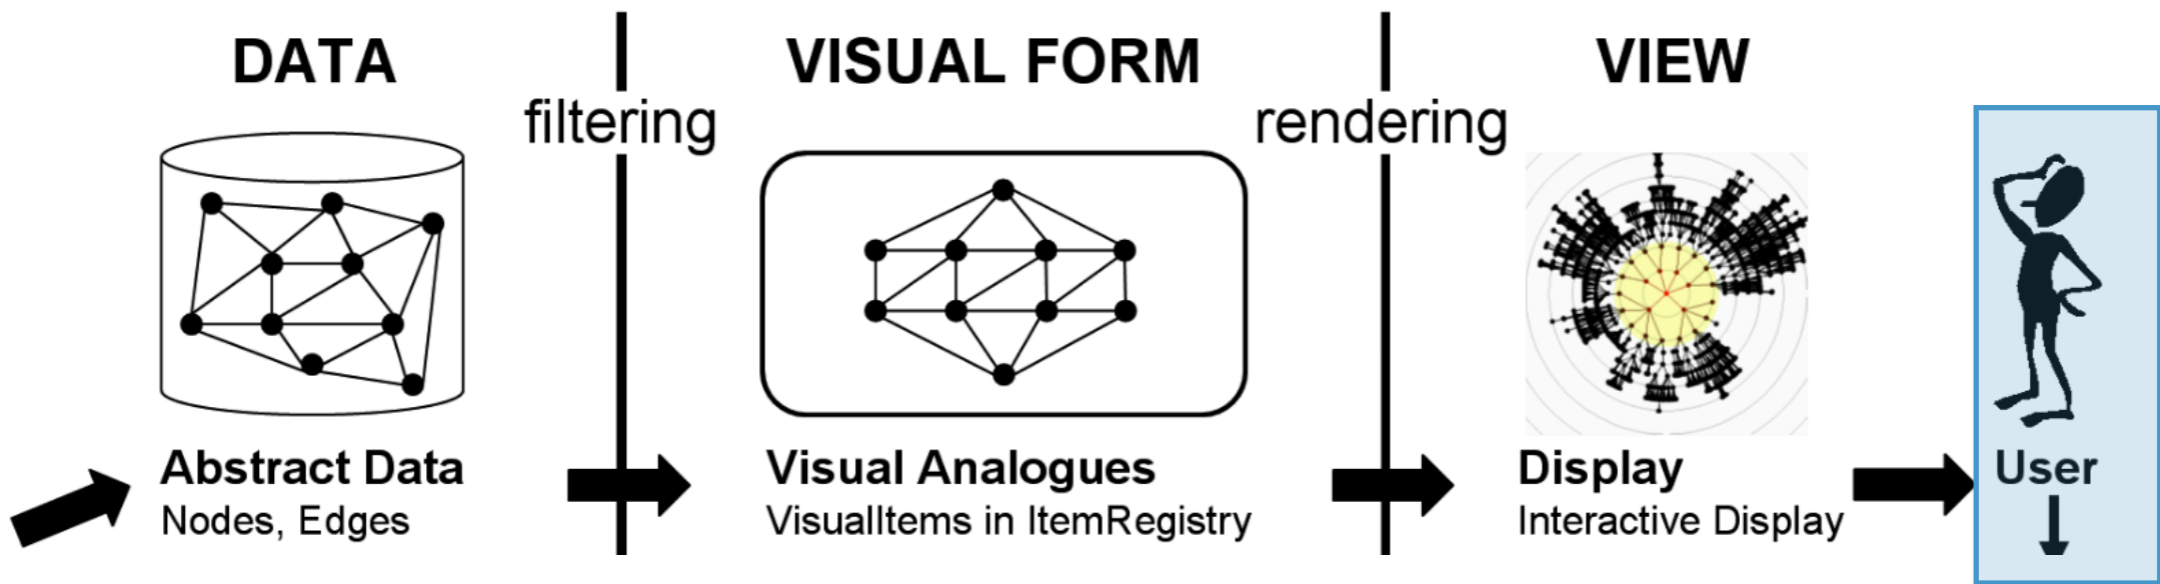 DATA
filtering
VISUAL FORM
rendering
VIEW
Abstract Data
Nodes, Edges
Visual Analogues
VisualItems in ItemRegistry
Display
Interactive Display
User